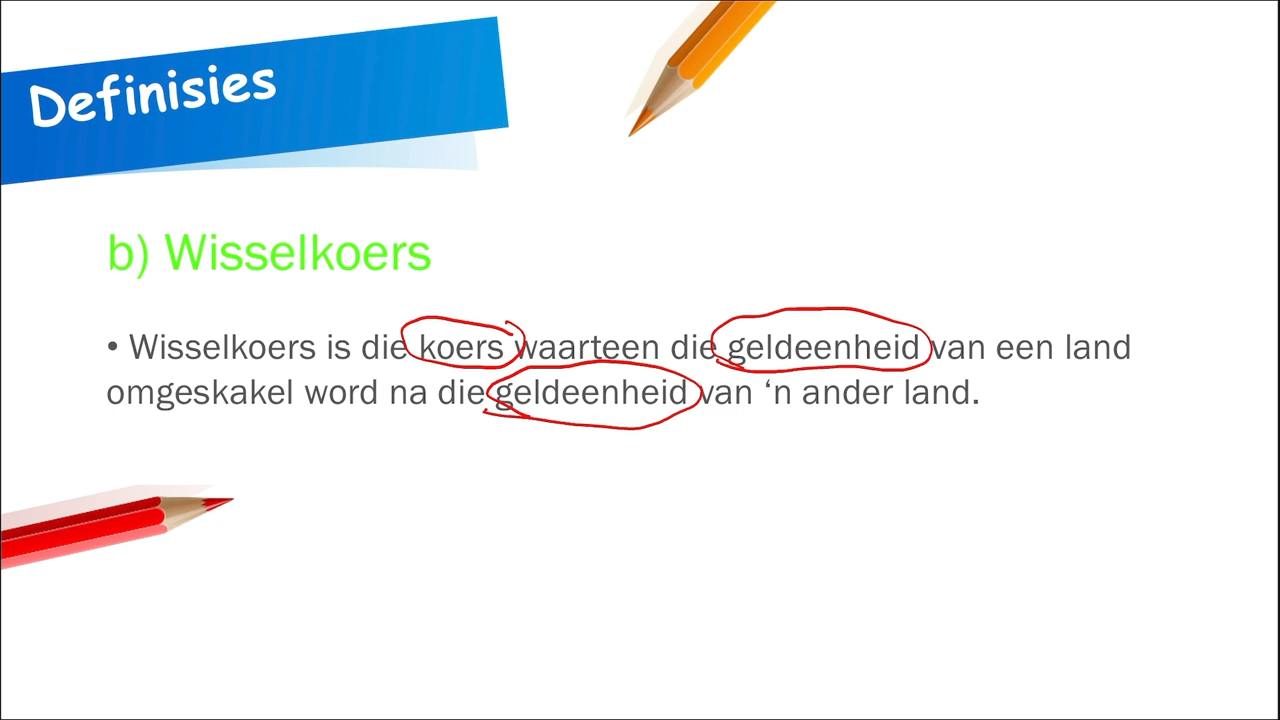 Definisies
b) Wisselkoers
• Wisselkoers is die koers waarteen die geldeenheid van een land
omgeskakel word na die geldeenheid van ‘n ander land.